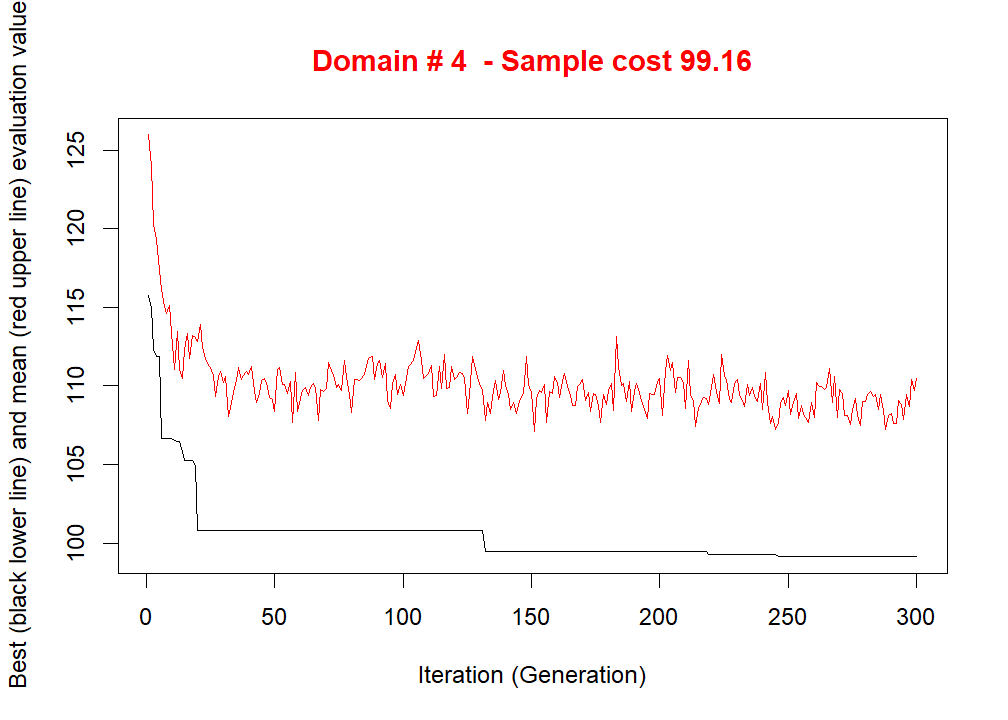 Domain # 4  - Sample cost 99.16
Best (black lower line) and mean (red upper line) evaluation value
125
120
115
110
105
100
0 50 100 150 200 250 300
Iteration (Generation)